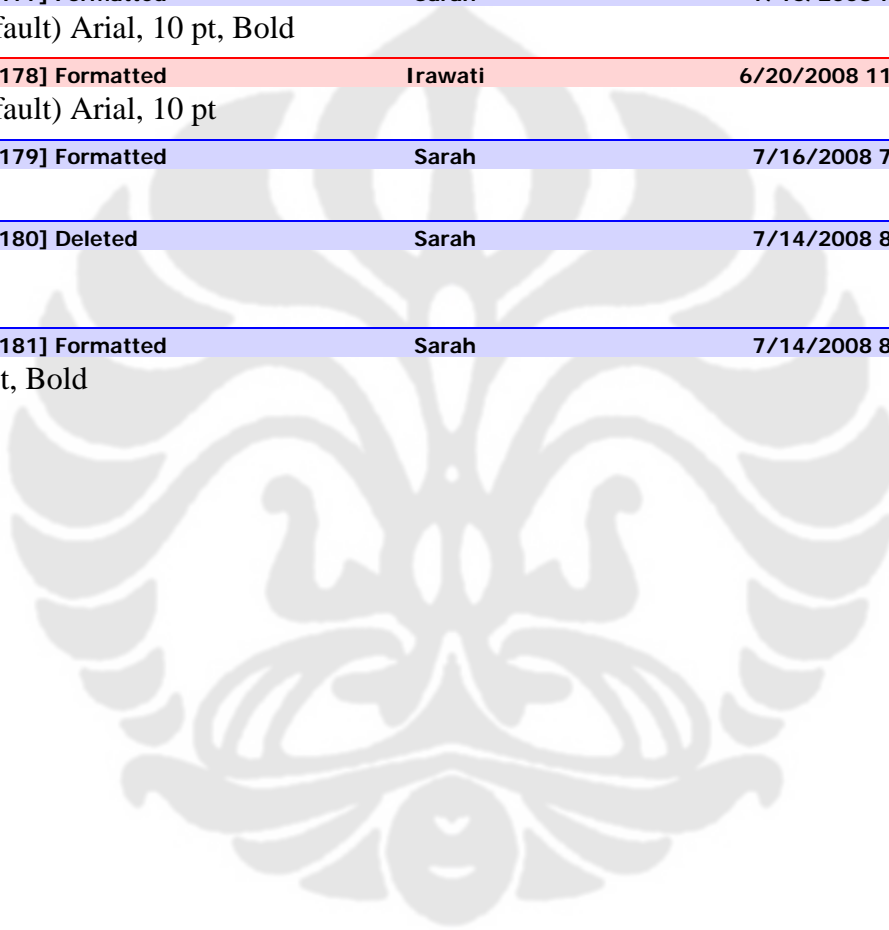 fault) Arial, 10 pt, Bold
178] Formatted Irawati 6/20/2008 11
fault) Arial, 10 pt
179] Formatted Sarah 7/16/2008 7
180] Deleted Sarah 7/14/2008 8
181] Formatted Sarah 7/14/2008 8
t, Bold